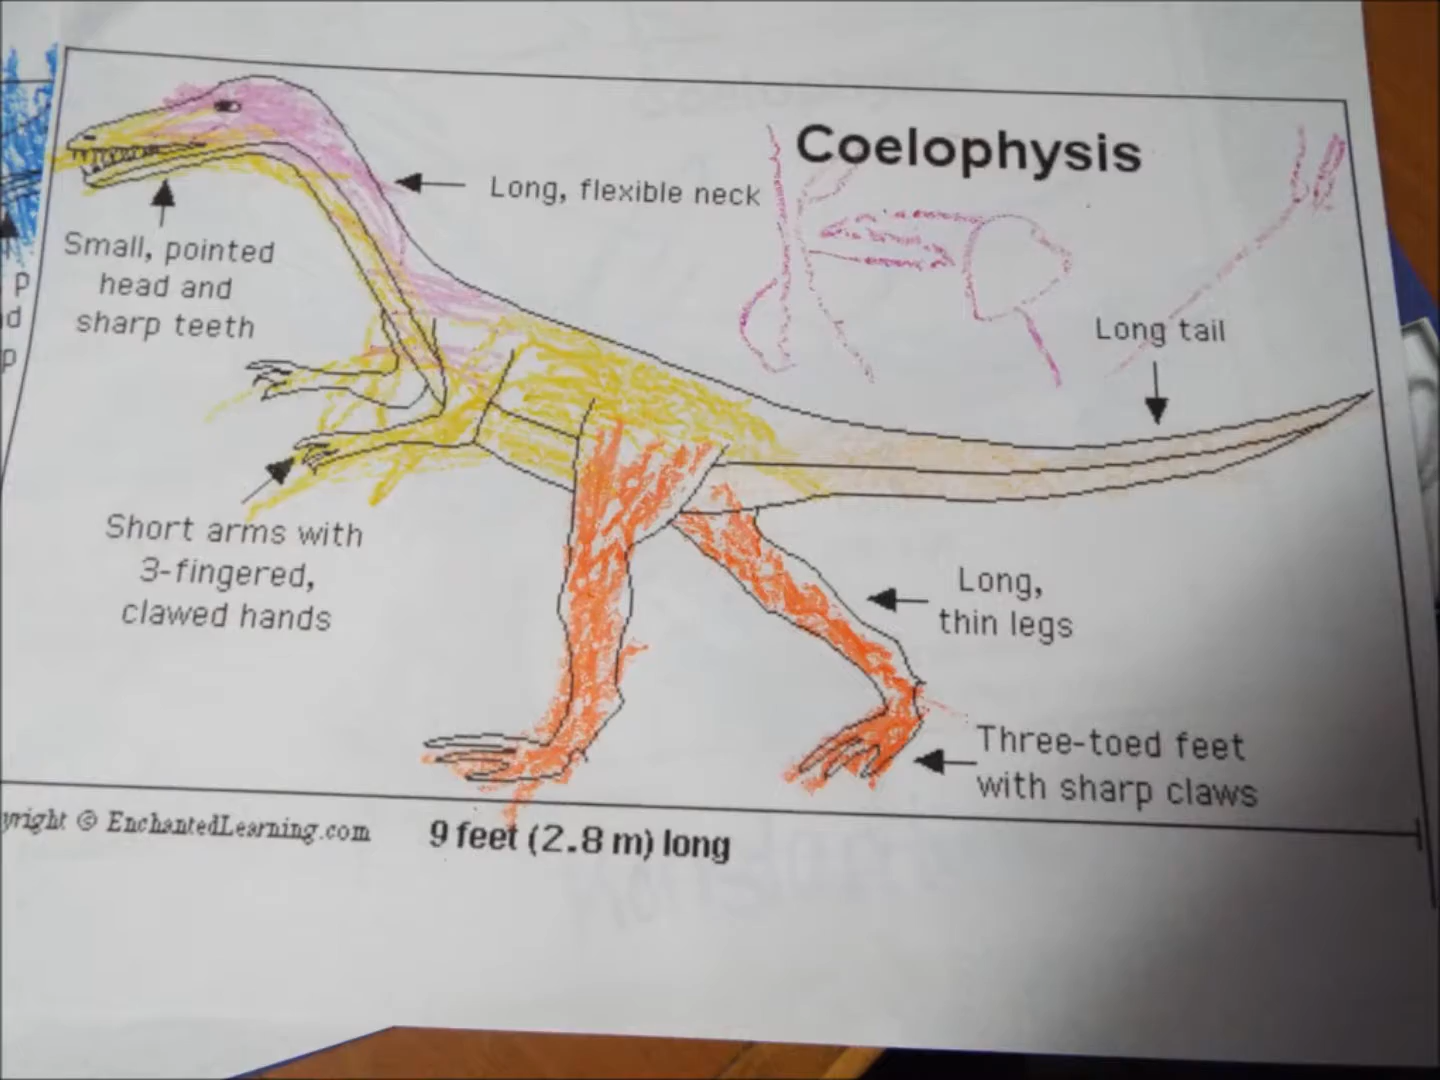 Coelophysis
Long, flexible neck
Small, pointed
head and
sharp teeth
Long tail
Short arms with
3-fingered,
clawed hands
Long,
thin legs
Three-toed feet
with sharp claws
yright © EnchantedLearning.com
9 feet (2.8 m) long
p
d
p